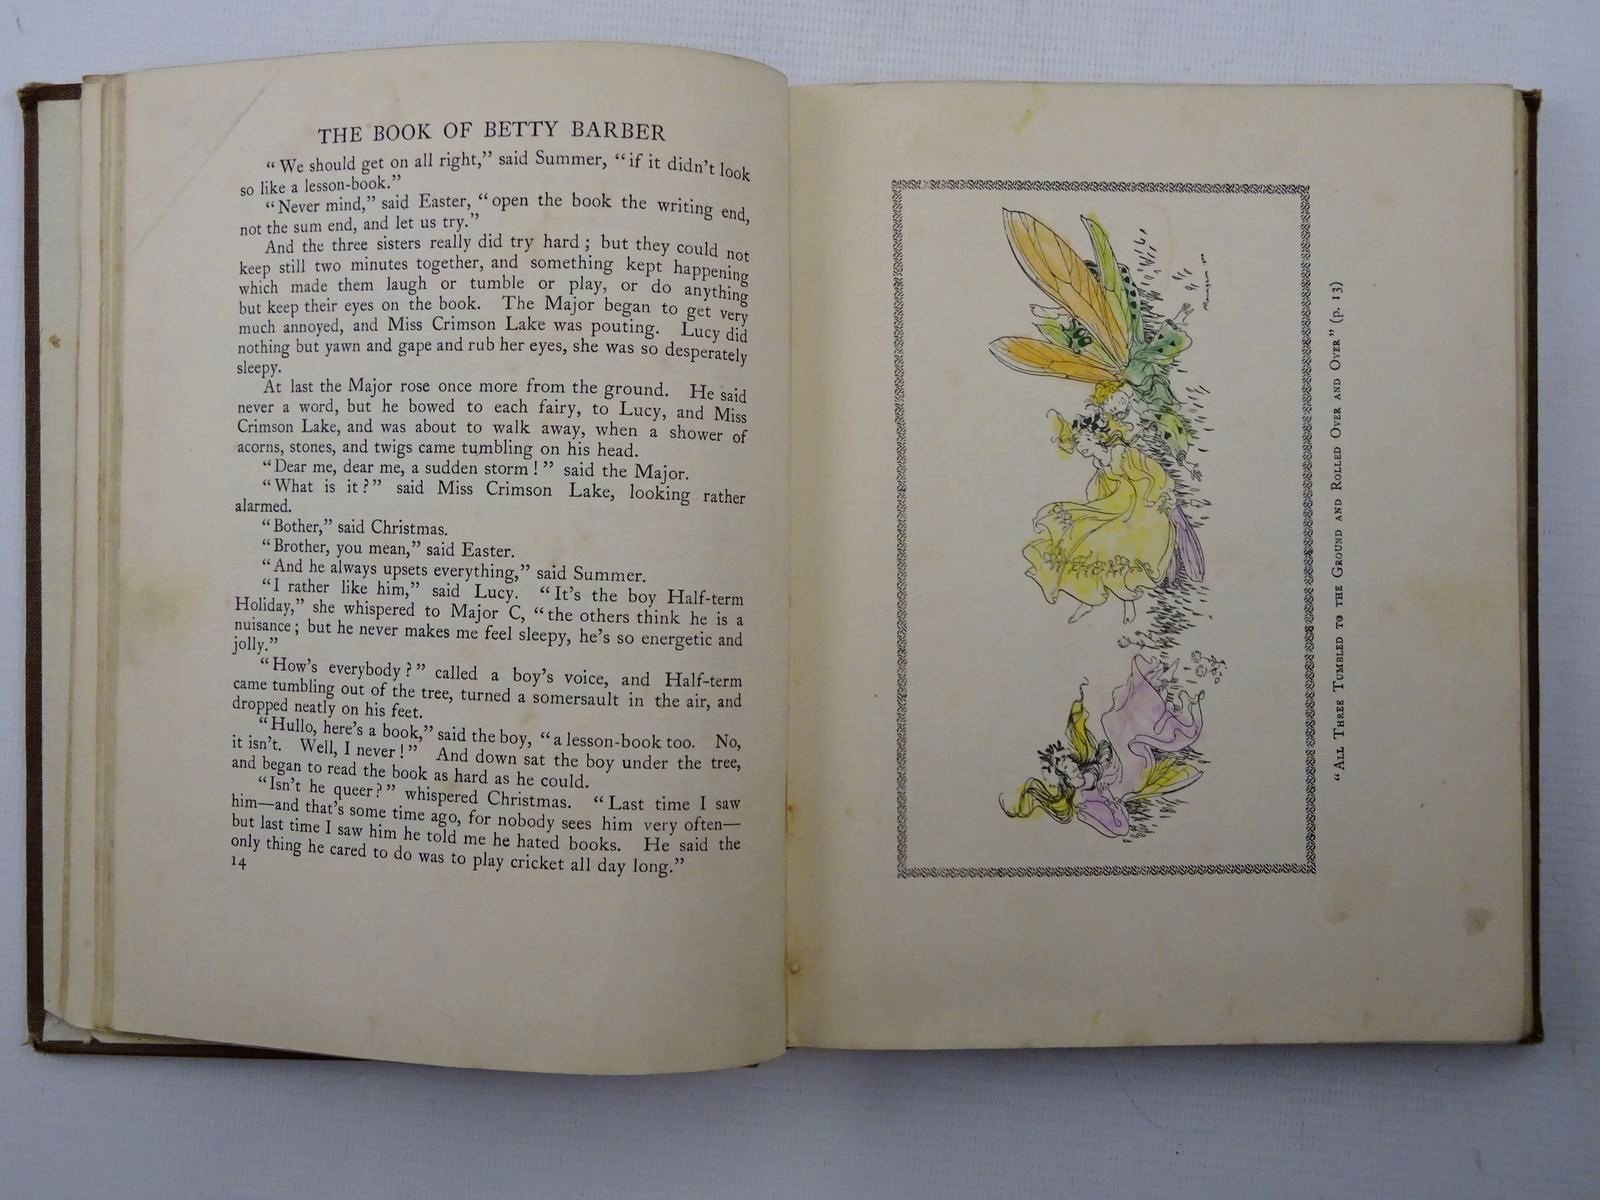 THE BOOK OF BETTY BARBER
“We should get on all right,” said Summer, “if it didn’t look
so like a lesson-book.”
“Never mind,” said Easter, “open the book the writing end,
not the sum end, and let us try.”
And the three sisters really did try hard; but they could not
keep still two minutes together, and something kept happening
which made them laugh or tumble or play, or do anything
but keep their eyes on the book. The Major began to get very
much annoyed, and Miss Crimson Lake was pouting. Lucy did
nothing but yawn and gape and rub her eyes, she was so desperately
sleepy.
At last the Major rose once more from the ground. He said
never a word, but he bowed to each fairy, to Lucy, and Miss
Crimson Lake, and was about to walk away, when a shower of
acorns, stones, and twigs came tumbling on his head.
“Dear me, dear me, a sudden storm!” said the Major.
“What is it?” said Miss Crimson Lake, looking rather
alarmed.
“Bother,” said Christmas.
“Brother, you mean,” said Easter.
“And he always upsets everything,” said Summer.
“I rather like him,” said Lucy. “It’s the boy Half-term
Holiday,” she whispered to Major C, “the others think he is a
nuisance; but he never makes me feel sleepy, he’s so energetic and
jolly.”
“How’s everybody?” called a boy’s voice, and Half-term
came tumbling out of the tree, turned a somersault in the air, and
dropped neatly on his feet.
“Hullo, here’s a book,” said the boy, “a lesson-book too. No,
it isn’t. Well, I never!” And down sat the boy under the tree,
and began to read the book as hard as he could.
“Isn’t he queer?” whispered Christmas. “Last time I saw
him—and that’s some time ago, for nobody sees him very often—
but last time I saw him he told me he hated books. He said the
only thing he cared to do was to play cricket all day long.”
14
“All Three Tumbled to the Ground and Rolled Over and Over” (p. 13)